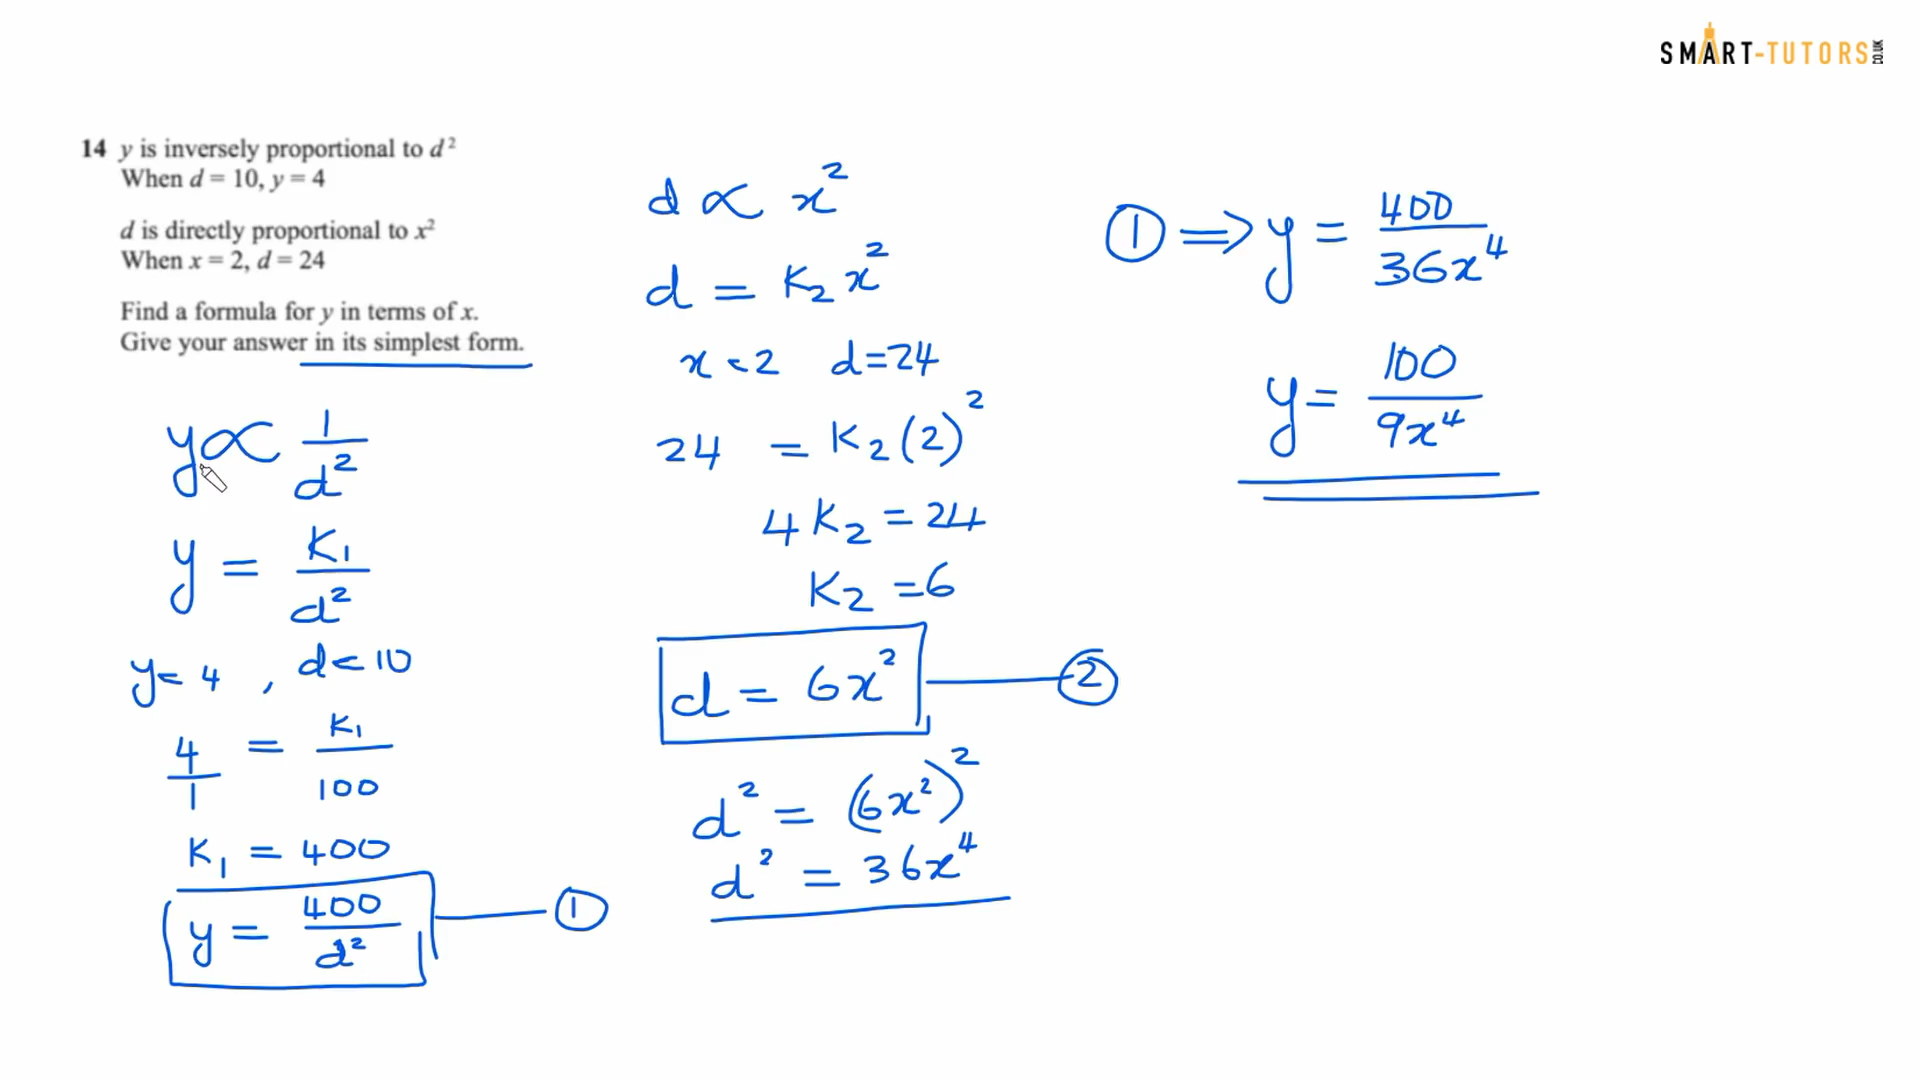 SMART-TUTORS.CO.UK
14 y is inversely proportional to d²
When d = 10, y = 4
d is directly proportional to x²
When x = 2, d = 24
Find a formula for y in terms of x.
Give your answer in its simplest form.
y ∝ 1/d²
y = K₁/d²
y = 4 , d = 10
4/1 = K₁/100
K₁ = 400
y = 400/d² ①
d ∝ x²
d = K₂x²
x = 2 d = 24
24 = K₂(2)²
4K₂ = 24
K₂ = 6
d = 6x² ②
d² = (6x²)²
d² = 36x⁴
① ⇒ y = 400/36x⁴
y = 100/9x⁴